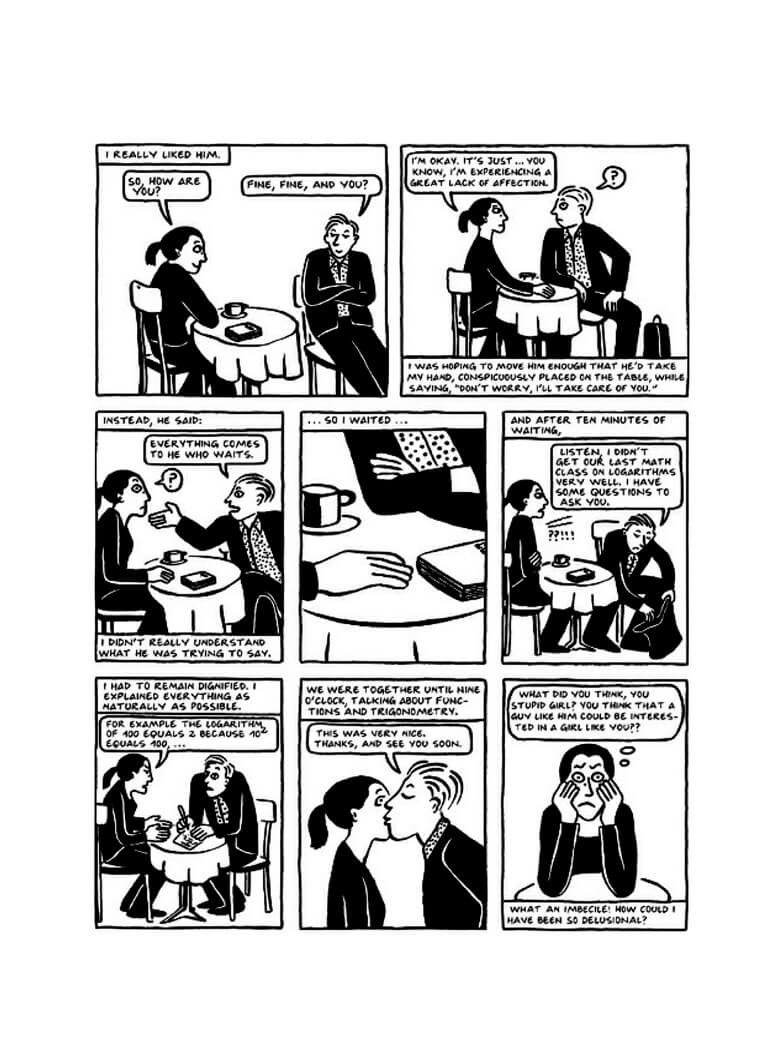 I REALLY LIKED HIM.
SO, HOW ARE
YOU?
FINE, FINE, AND YOU?
I'M OKAY. IT'S JUST ... YOU
KNOW, I'M EXPERIENCING A
GREAT LACK OF AFFECTION.
?
I WAS HOPING TO MOVE HIM ENOUGH THAT HE'D TAKE
MY HAND, CONSPICUOUSLY PLACED ON THE TABLE, WHILE
SAYING, "DON'T WORRY, I'LL TAKE CARE OF YOU."
INSTEAD, HE SAID:
EVERYTHING COMES
TO HE WHO WAITS.
?
I DIDN'T REALLY UNDERSTAND
WHAT HE WAS TRYING TO SAY.
... SO I WAITED ...
AND AFTER TEN MINUTES OF
WAITING,
LISTEN, I DIDN'T
GET OUR LAST MATH
CLASS ON LOGARITHMS
VERY WELL. I HAVE
SOME QUESTIONS TO
ASK YOU.
??!!!
I HAD TO REMAIN DIGNIFIED. I
EXPLAINED EVERYTHING AS
NATURALLY AS POSSIBLE.
FOR EXAMPLE THE LOGARITHM
OF 100 EQUALS 2 BECAUSE 10²
EQUALS 100, ...
WE WERE TOGETHER UNTIL NINE
O'CLOCK, TALKING ABOUT FUNC-
TIONS AND TRIGONOMETRY.
THIS WAS VERY NICE.
THANKS, AND SEE YOU SOON.
WHAT DID YOU THINK, YOU
STUPID GIRL? YOU THINK THAT A
GUY LIKE HIM COULD BE INTERES-
TED IN A GIRL LIKE YOU??
WHAT AN IMBECILE! HOW COULD I
HAVE BEEN SO DELUSIONAL?